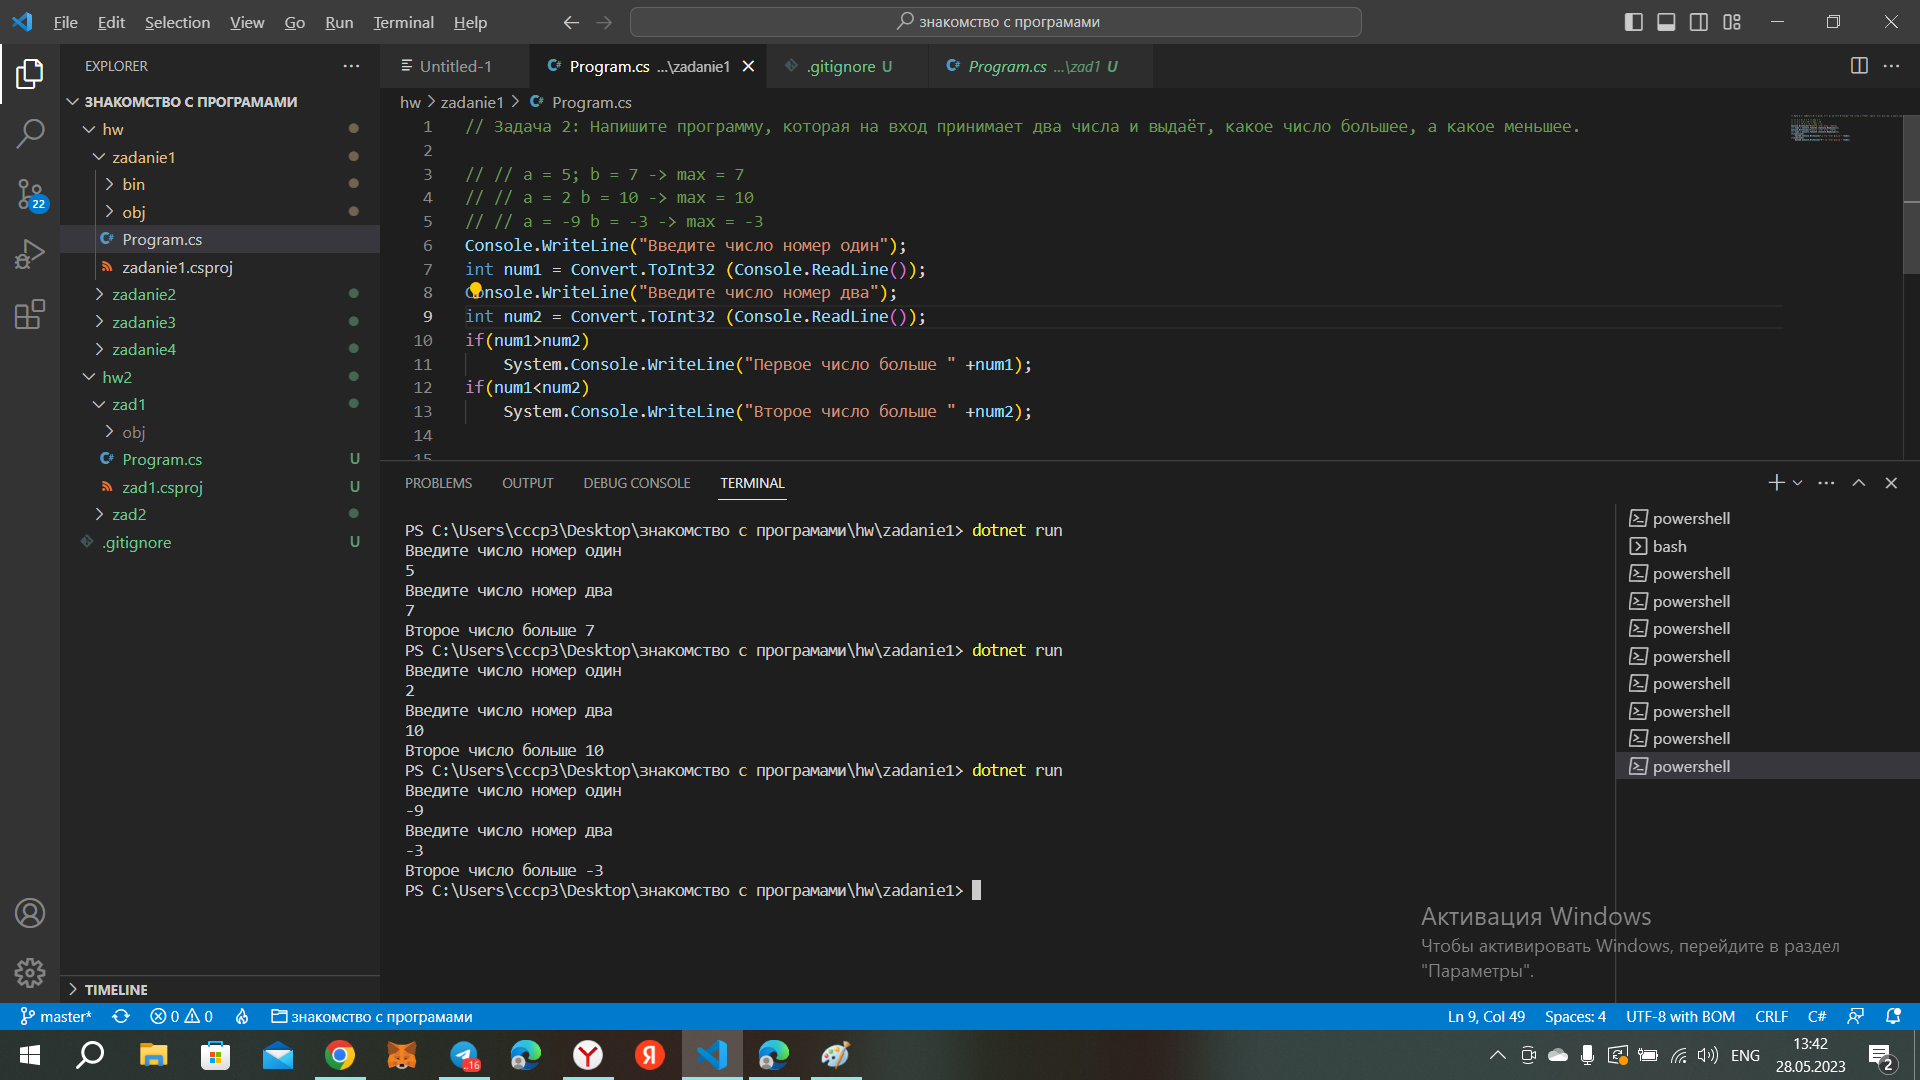 File Edit Selection View Go Run Terminal Help
знакомство с програмами
EXPLORER
ЗНАКОМСТВО С ПРОГРАМАМИ
hw
zadanie1
bin
obj
Program.cs
zadanie1.csproj
zadanie2
zadanie3
zadanie4
hw2
zad1
obj
Program.cs U
zad1.csproj U
zad2
.gitignore U
TIMELINE
22
Untitled-1
Program.cs ...\zadanie1
.gitignore U
Program.cs ...\zad1 U
hw > zadanie1 > Program.cs
1 // Задача 2: Напишите программу, которая на вход принимает два числа и выдаёт, какое число большее, а какое меньшее.
2
3 // // a = 5; b = 7 -> max = 7
4 // // a = 2 b = 10 -> max = 10
5 // // a = -9 b = -3 -> max = -3
6 Console.WriteLine("Введите число номер один");
7 int num1 = Convert.ToInt32 (Console.ReadLine());
8 Console.WriteLine("Введите число номер два");
9 int num2 = Convert.ToInt32 (Console.ReadLine());
10 if(num1>num2)
11 System.Console.WriteLine("Первое число больше " +num1);
12 if(num1<num2)
13 System.Console.WriteLine("Второе число больше " +num2);
14
15
PROBLEMS OUTPUT DEBUG CONSOLE TERMINAL
PS C:\Users\cccp3\Desktop\знакомство с програмами\hw\zadanie1> dotnet run
Введите число номер один
5
Введите число номер два
7
Второе число больше 7
PS C:\Users\cccp3\Desktop\знакомство с програмами\hw\zadanie1> dotnet run
Введите число номер один
2
Введите число номер два
10
Второе число больше 10
PS C:\Users\cccp3\Desktop\знакомство с програмами\hw\zadanie1> dotnet run
Введите число номер один
-9
Введите число номер два
-3
Второе число больше -3
PS C:\Users\cccp3\Desktop\знакомство с програмами\hw\zadanie1>
powershell
bash
powershell
powershell
powershell
powershell
powershell
powershell
powershell
powershell
Активация Windows
Чтобы активировать Windows, перейдите в раздел
"Параметры".
master* 0 0 знакомство с програмами
Ln 9, Col 49 Spaces: 4 UTF-8 with BOM CRLF C#
..16
Я
ENG
13:42
28.05.2023
2